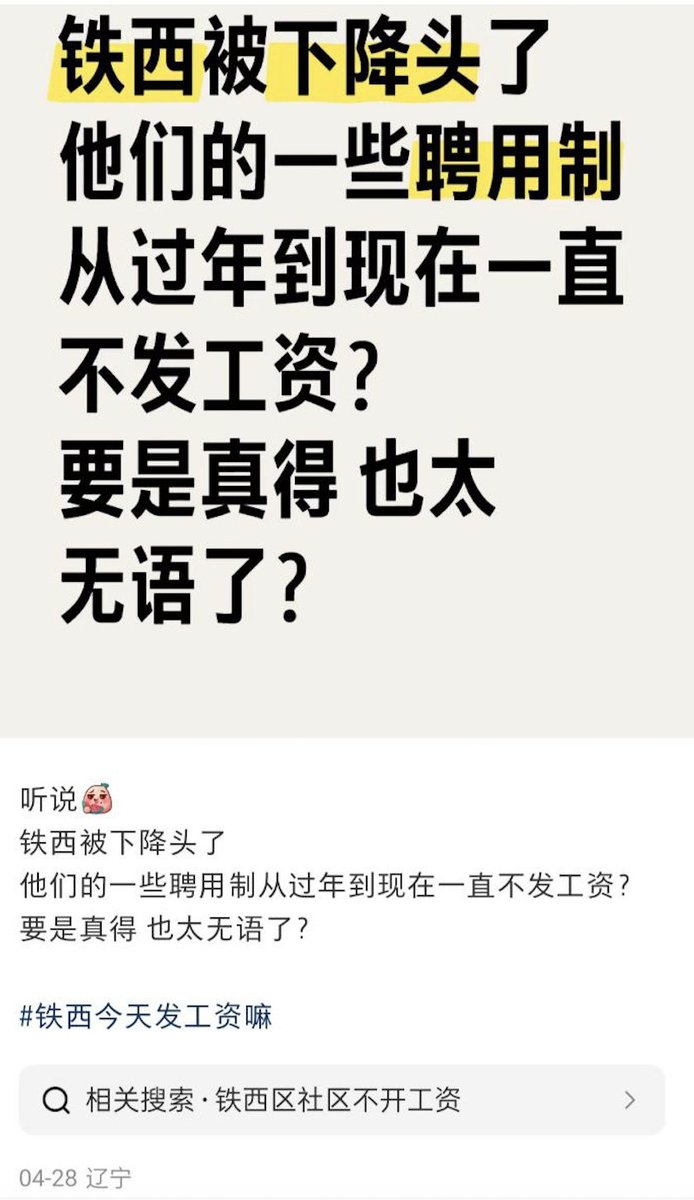 铁西被下降头了
他们的一些聘用制
从过年到现在一直
不发工资?
要是真得 也太
无语了?
听说
铁西被下降头了
他们的一些聘用制从过年到现在一直不发工资?
要是真得 也太无语了?
#铁西今天发工资嘛
相关搜索·铁西区社区不开工资
04-28 辽宁